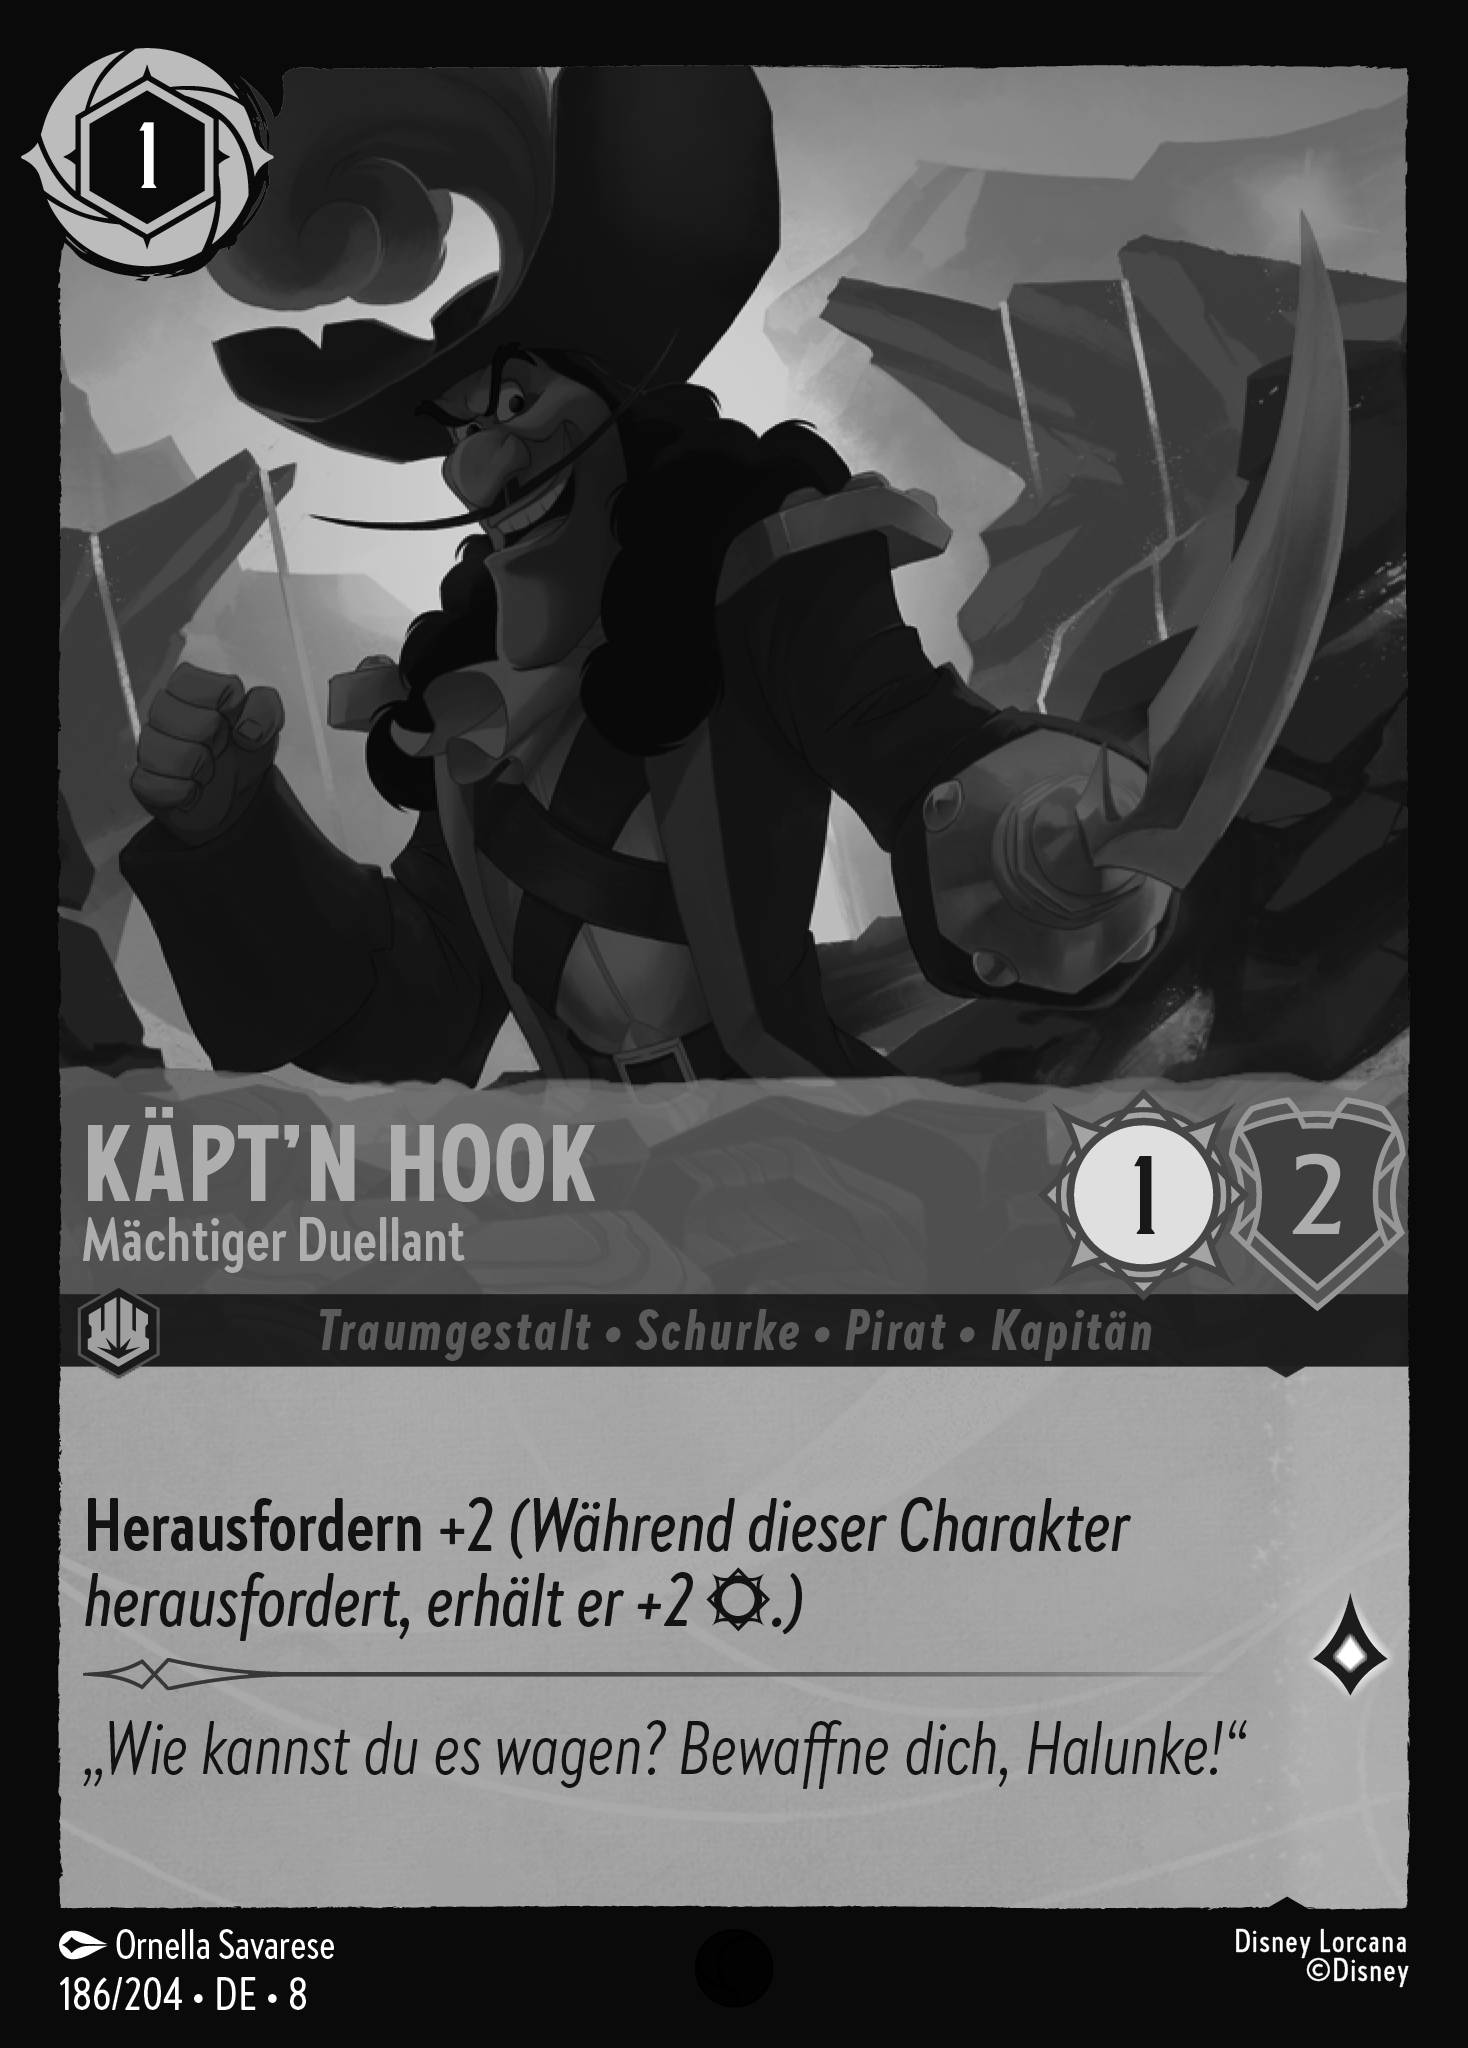 1
KÄPT’N HOOK
Mächtiger Duellant
1
2
Traumgestalt • Schurke • Pirat • Kapitän
Herausfordern +2 (Während dieser Charakter
herausfordert, erhält er +2 .)
„Wie kannst du es wagen? Bewaffne dich, Halunke!“
Ornella Savarese
186/204 • DE • 8
Disney Lorcana
©Disney